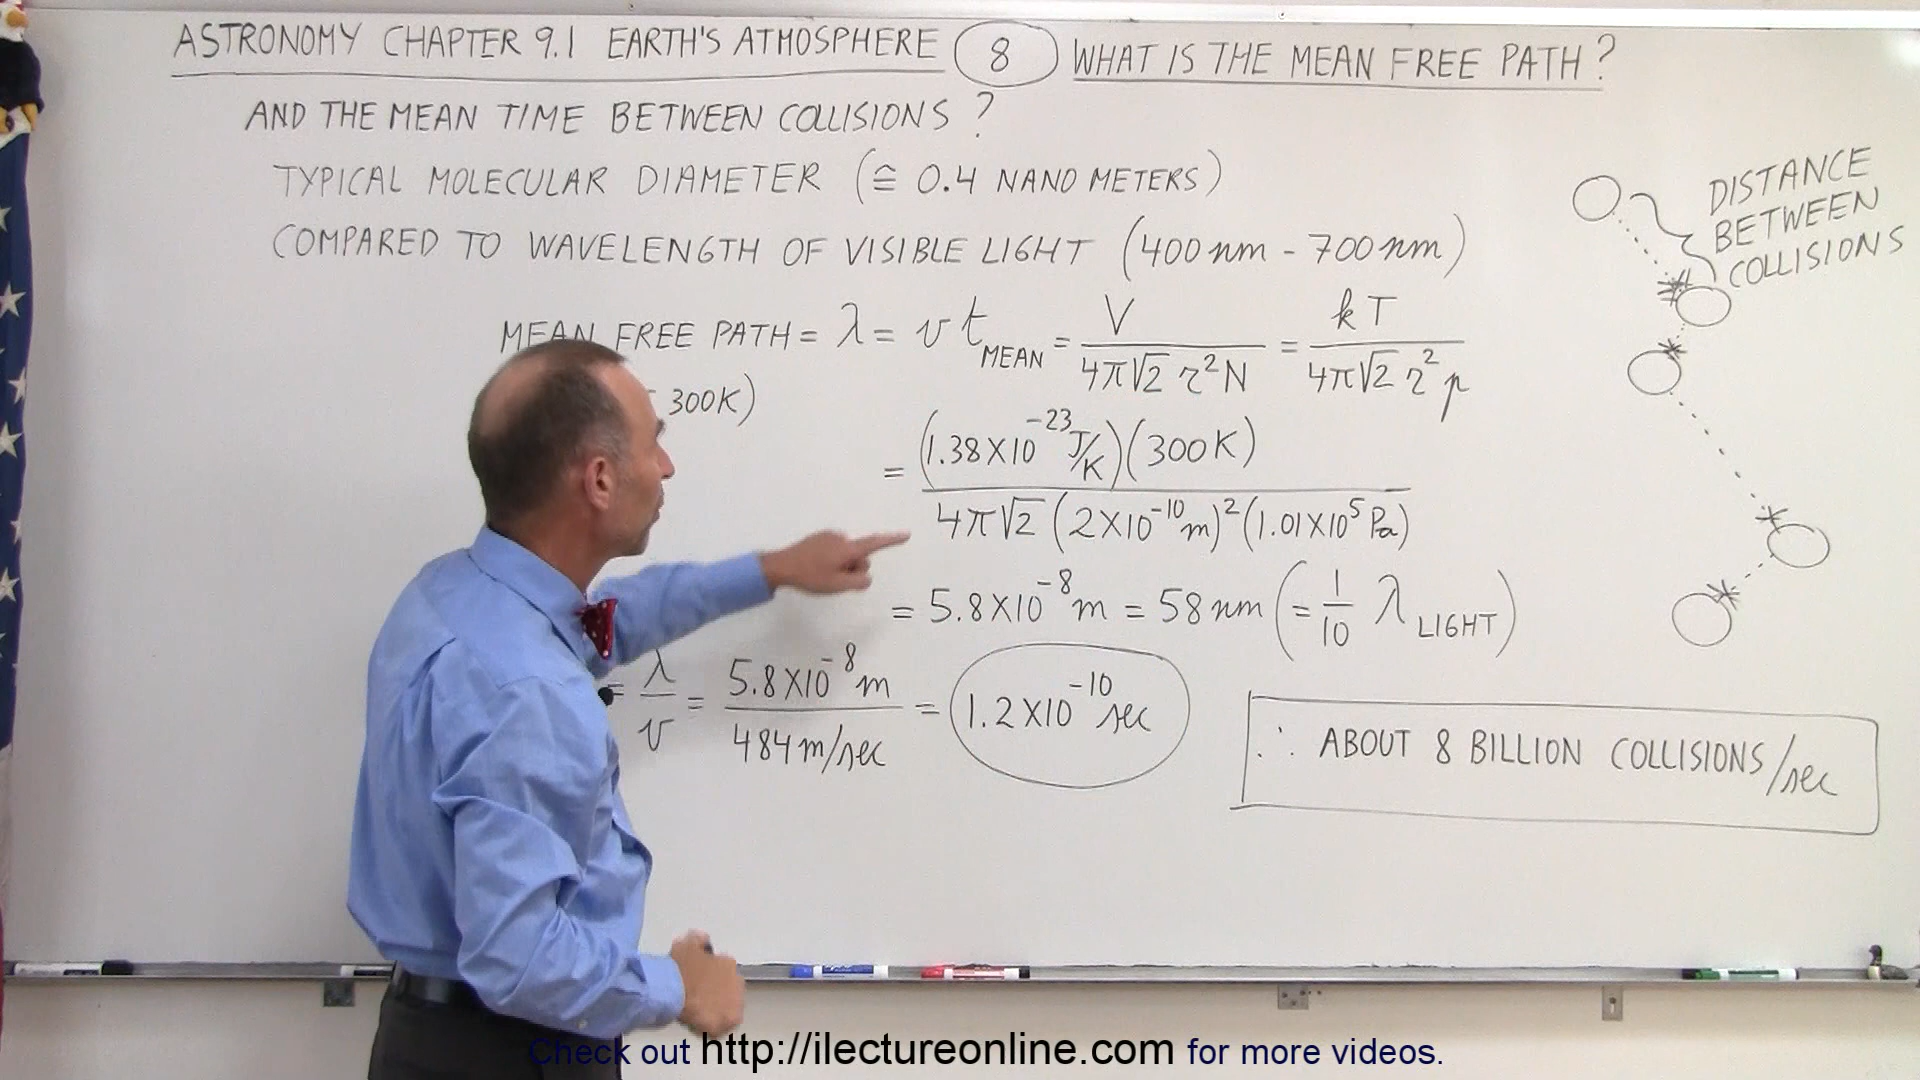 ASTRONOMY CHAPTER 9.1 EARTH'S ATMOSPHERE 8 WHAT IS THE MEAN FREE PATH?
AND THE MEAN TIME BETWEEN COLLISIONS?
TYPICAL MOLECULAR DIAMETER (≅ 0.4 NANO METERS)
COMPARED TO WAVELENGTH OF VISIBLE LIGHT (400 nm - 700 nm)
DISTANCE
BETWEEN
COLLISIONS
MEAN FREE PATH = λ = v t_MEAN = V / 4π√2 r²N = kT / 4π√2 r²p
300K)
= (1.38×10⁻²³ J/K)(300K) / 4π√2 (2×10⁻¹⁰ m)² (1.01×10⁵ Pa)
= 5.8×10⁻⁸ m = 58 nm (= 1/10 λ_LIGHT)
= λ/v = 5.8×10⁻⁸ m / 484 m/sec = 1.2×10⁻¹⁰ sec
∴ ABOUT 8 BILLION COLLISIONS/sec
Check out http://ilectureonline.com for more videos.